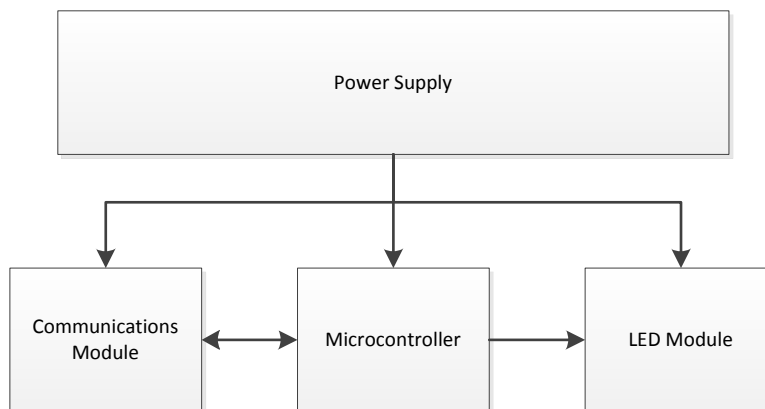 Power Supply
Communications
Module
Microcontroller
LED Module